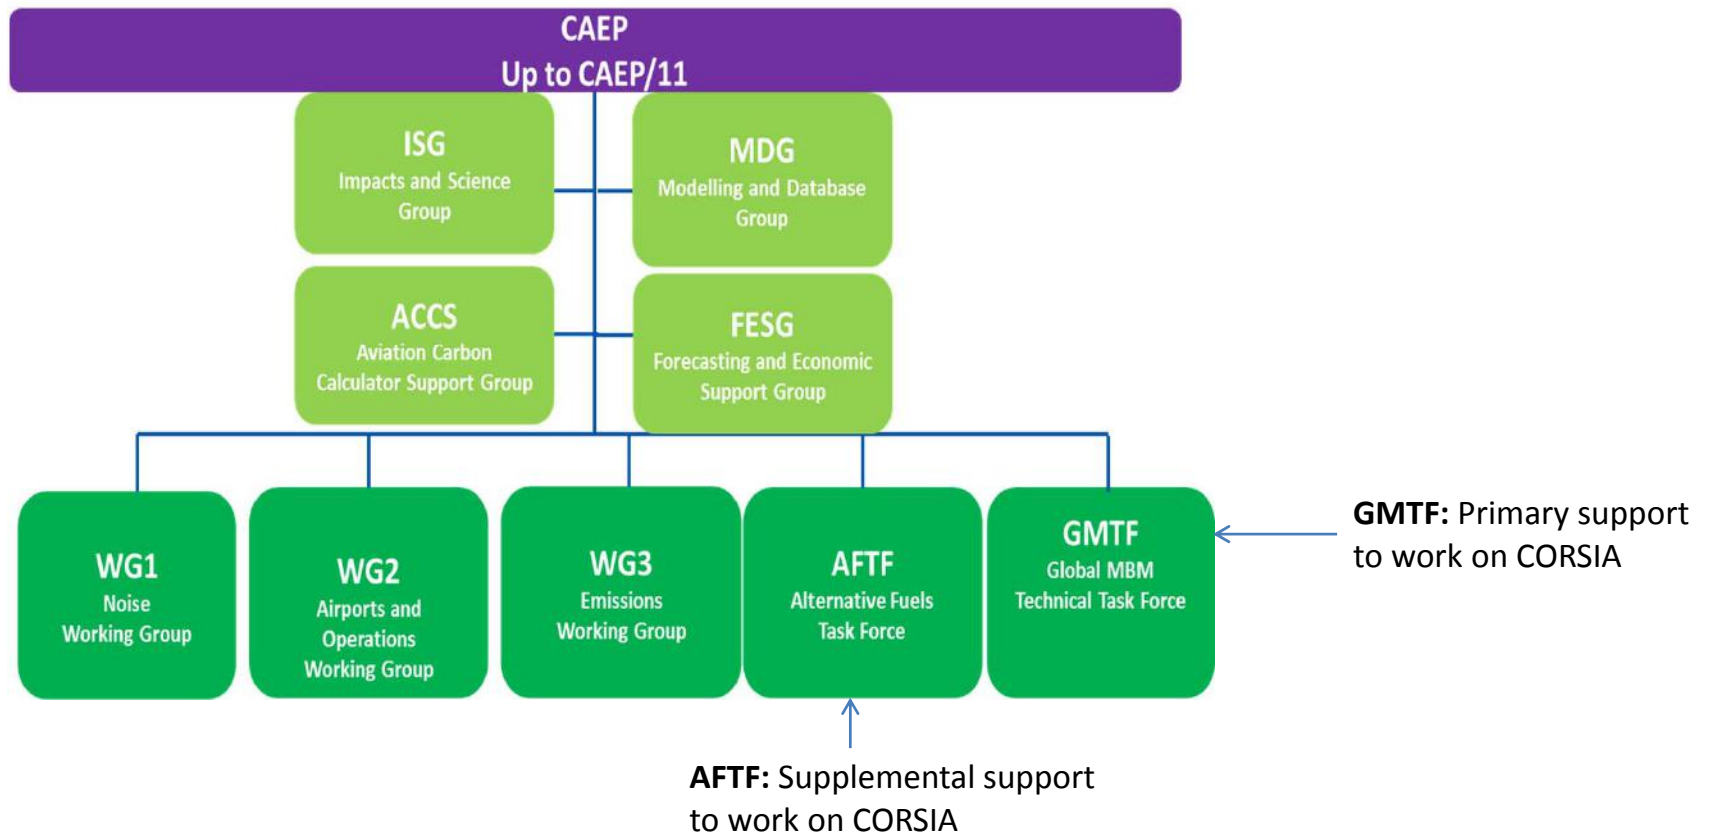 CAEP
Up to CAEP/11
ISG
Impacts and Science
Group
MDG
Modelling and Database
Group
ACCS
Aviation Carbon
Calculator Support Group
FESG
Forecasting and Economic
Support Group
WG1
Noise
Working Group
WG2
Airports and
Operations
Working Group
WG3
Emissions
Working Group
AFTF
Alternative Fuels
Task Force
GMTF
Global MBM
Technical Task Force
GMTF: Primary support
to work on CORSIA
AFTF: Supplemental support
to work on CORSIA